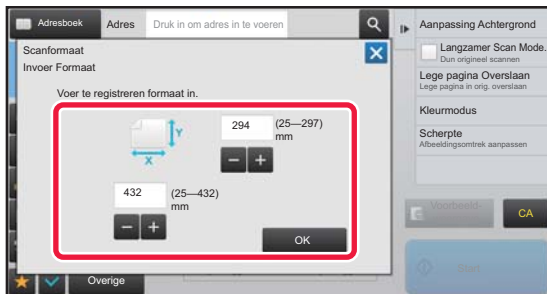 Adresboek
Adres
Druk in om adres in te voeren
Scanformaat
Invoer Formaat
Voer te registreren formaat in.
Y
X
294
(25—297)
mm
432
(25—432)
mm
OK
Overige
Aanpassing Achtergrond
Langzamer Scan Mode.
Dun origineel scannen
Lege pagina Overslaan
Lege pagina in orig. overslaan
Kleurmodus
Scherpte
Afbeeldingsomtrek aanpassen
Voorbeeld-
CA
Start